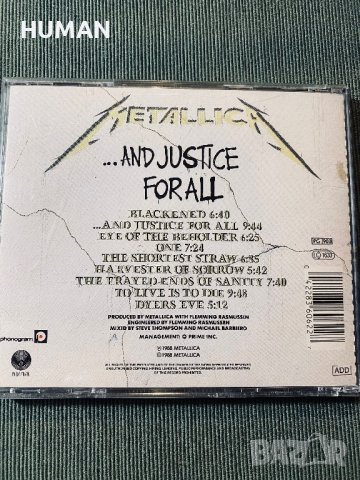 HUMAN
METALLICA
...AND JUSTICE
FOR ALL
BLACKENED 6:40
...AND JUSTICE FOR ALL 9:44
EYE OF THE BEHOLDER 6:25
ONE 7:24
THE SHORTEST STRAW 6:35
HARVESTER OF SORROW 5:42
THE FRAYED ENDS OF SANITY 7:40
TO LIVE IS TO DIE 9:48
DYERS EVE 5:12
PRODUCED BY METALLICA WITH FLEMMING RASMUSSEN
ENGINEERED BY FLEMMING RASMUSSEN
MIXED BY STEVE THOMPSON AND MICHAEL BARBIERO
MANAGEMENT: Q PRIME INC.
℗ 1988 METALLICA
© 1988 METALLICA
phonogram
ADD
BAZAR